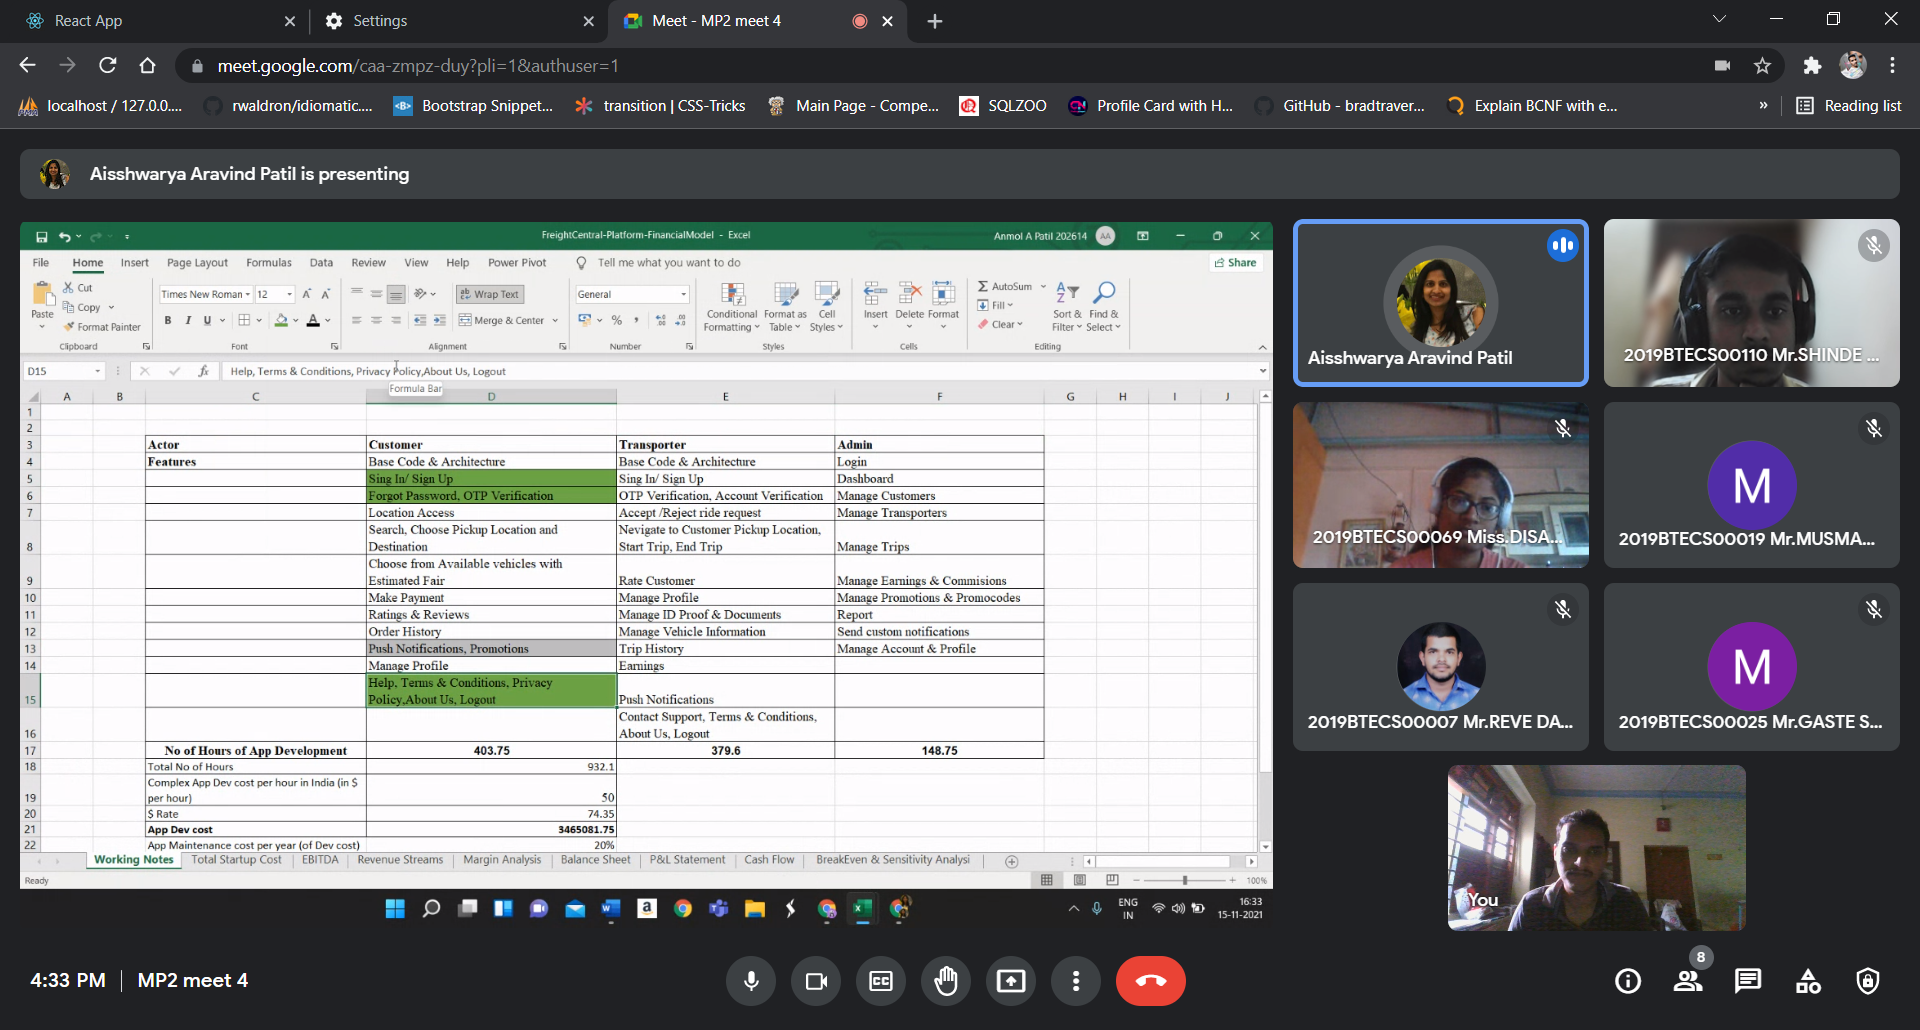 React App
Settings
Meet - MP2 meet 4
meet.google.com/caa-zmpz-duy?pli=1&authuser=1
localhost / 127.0.0....
rwaldron/idiomatic....
Bootstrap Snippet...
transition | CSS-Tricks
Main Page - Compe...
SQLZOO
Profile Card with H...
GitHub - bradtraver...
Explain BCNF with e...
»
Reading list
Aisshwarya Aravind Patil is presenting
FreightCentral-Platform-FinancialModel - Excel
Anmol A Patil 202614
AA
File Home Insert Page Layout Formulas Data Review View Help Power Pivot Tell me what you want to do
Share
Paste
Cut
Copy
Format Painter
Clipboard
Times New Roman 12
B I U
Font
Wrap Text
Merge & Center
Alignment
General
Number
Conditional Formatting
Format as Table
Cell Styles
Styles
Insert Delete Format
Cells
AutoSum
Fill
Clear
Sort & Filter
Find & Select
Editing
D15
fx
Help, Terms & Conditions, Privacy Policy,About Us, Logout
Formula Bar
A B C D E F G H I J
1
2
3 Actor Customer Transporter Admin
4 Features Base Code & Architecture Base Code & Architecture Login
5 Sing In/ Sign Up Sing In/ Sign Up Dashboard
6 Forgot Password, OTP Verification OTP Verification, Account Verification Manage Customers
7 Location Access Accept /Reject ride request Manage Transporters
8 Search, Choose Pickup Location and Destination Nevigate to Customer Pickup Location, Start Trip, End Trip Manage Trips
9 Choose from Available vehicles with Estimated Fair Rate Customer Manage Earnings & Commisions
10 Make Payment Manage Profile Manage Promotions & Promocodes
11 Ratings & Reviews Manage ID Proof & Documents Report
12 Order History Manage Vehicle Information Send custom notifications
13 Push Notifications, Promotions Trip History Manage Account & Profile
14 Manage Profile Earnings
15 Help, Terms & Conditions, Privacy Policy,About Us, Logout Push Notifications
16 Contact Support, Terms & Conditions, About Us, Logout
17 No of Hours of App Development 403.75 379.6 148.75
18 Total No of Hours 932.1
19 Complex App Dev cost per hour in India (in $ per hour) 50
20 $ Rate 74.35
21 App Dev cost 3465081.75
22 App Maintenance cost per year (of Dev cost) 20%
Working Notes Total Startup Cost EBITDA Revenue Streams Margin Analysis Balance Sheet P&L Statement Cash Flow BreakEven & Sensitivity Analysi
Ready
100%
ENG
IN
16:33
15-11-2021
Aisshwarya Aravind Patil
2019BTECS00110 Mr.SHINDE ...
2019BTECS00069 Miss.DISA...
M
2019BTECS00019 Mr.MUSMA...
2019BTECS00007 Mr.REVE DA...
M
2019BTECS00025 Mr.GASTE S...
You
4:33 PM
MP2 meet 4
8